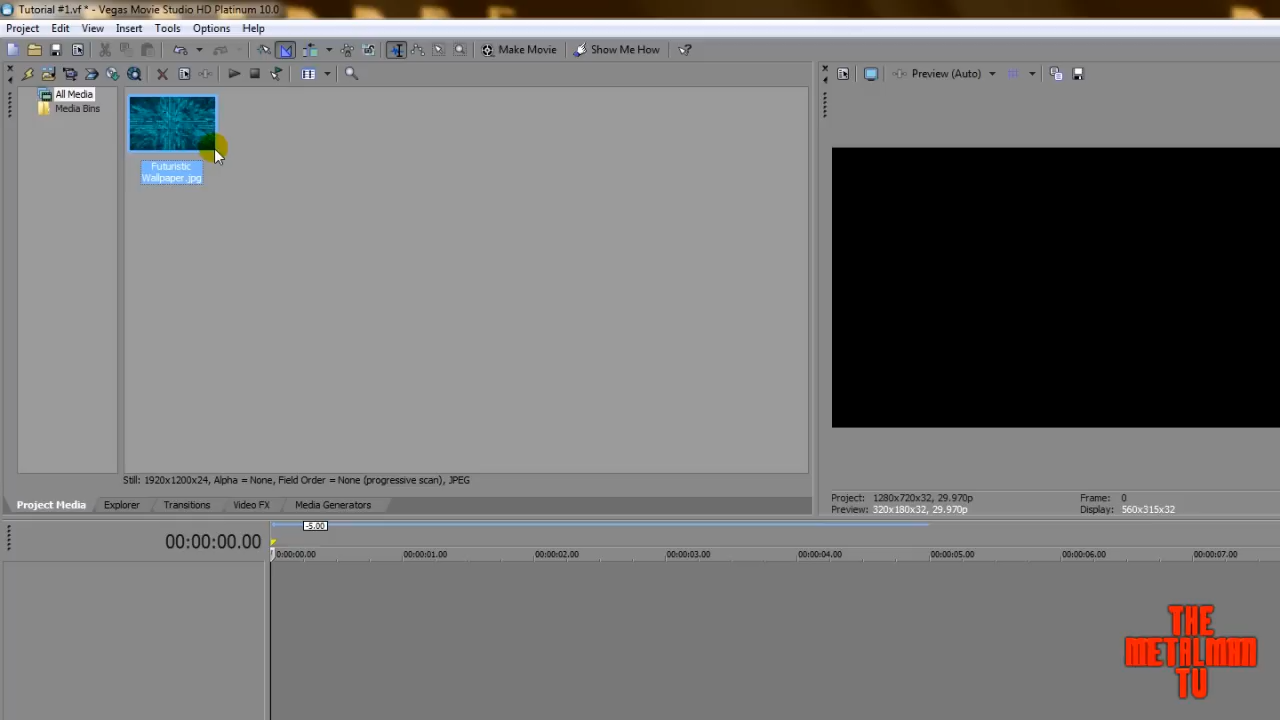 Tutorial #1.vf * - Vegas Movie Studio HD Platinum 10.0
Project Edit View Insert Tools Options Help
Make Movie Show Me How
Preview (Auto)
All Media
Media Bins
Futuristic
Wallpaper.jpg
Still: 1920x1200x24, Alpha = None, Field Order = None (progressive scan), JPEG
Project Media Explorer Transitions Video FX Media Generators
Project: 1280x720x32, 29.970p Frame: 0
Preview: 320x180x32, 29.970p Display: 560x315x32
-5.00
00:00:00.00
0:00:00.00 00:00:01.00 00:00:02.00 00:00:03.00 00:00:04.00 00:00:05.00 00:00:06.00 00:00:07.00
THE
METALMAN
TV